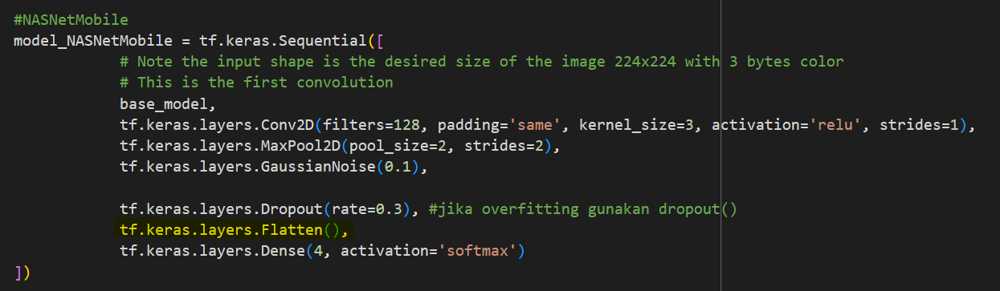 #NASNetMobile
model_NASNetMobile = tf.keras.Sequential([
# Note the input shape is the desired size of the image 224x224 with 3 bytes color
# This is the first convolution
base_model,
tf.keras.layers.Conv2D(filters=128, padding='same', kernel_size=3, activation='relu', strides=1),
tf.keras.layers.MaxPool2D(pool_size=2, strides=2),
tf.keras.layers.GaussianNoise(0.1),
tf.keras.layers.Dropout(rate=0.3), #jika overfitting gunakan dropout()
tf.keras.layers.Flatten(),
tf.keras.layers.Dense(4, activation='softmax')
])